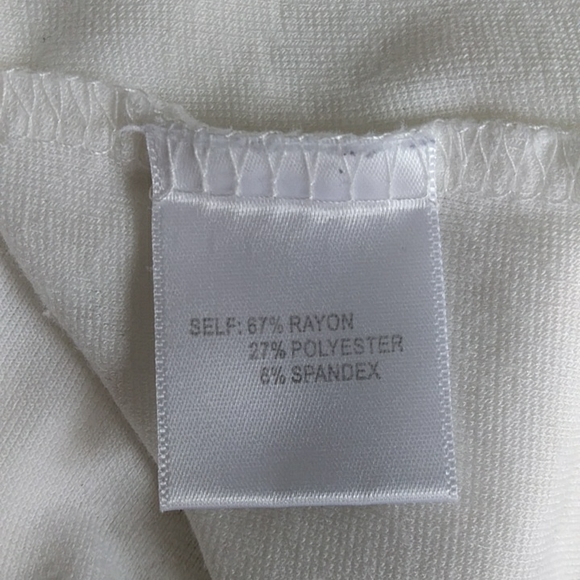 SELF: 67% RAYON
27% POLYESTER
6% SPANDEX